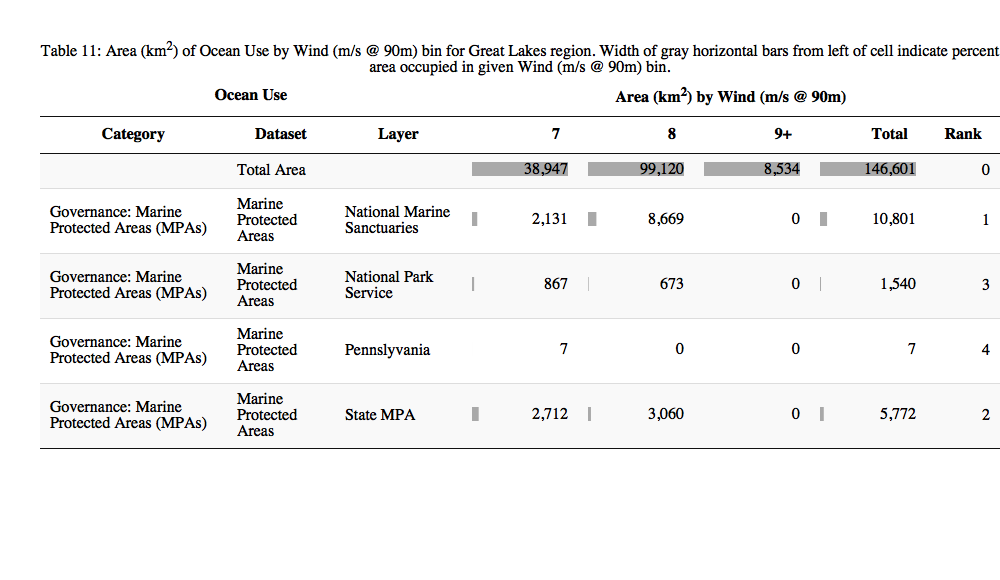 Table 11: Area (km2) of Ocean Use by Wind (m/s @ 90m) bin for Great Lakes region. Width of gray horizontal bars from left of cell indicate percent
area occupied in given Wind (m/s @ 90m) bin.
Ocean Use Area (km2) by Wind (m/s @ 90m)
Category Dataset Layer 7 8 9+ Total Rank
Total Area 38,947 99,120 8,534 146,601 0
Governance: Marine Protected Areas (MPAs) Marine Protected Areas National Marine Sanctuaries 2,131 8,669 0 10,801 1
Governance: Marine Protected Areas (MPAs) Marine Protected Areas National Park Service 867 673 0 1,540 3
Governance: Marine Protected Areas (MPAs) Marine Protected Areas Pennslyvania 7 0 0 7 4
Governance: Marine Protected Areas (MPAs) Marine Protected Areas State MPA 2,712 3,060 0 5,772 2